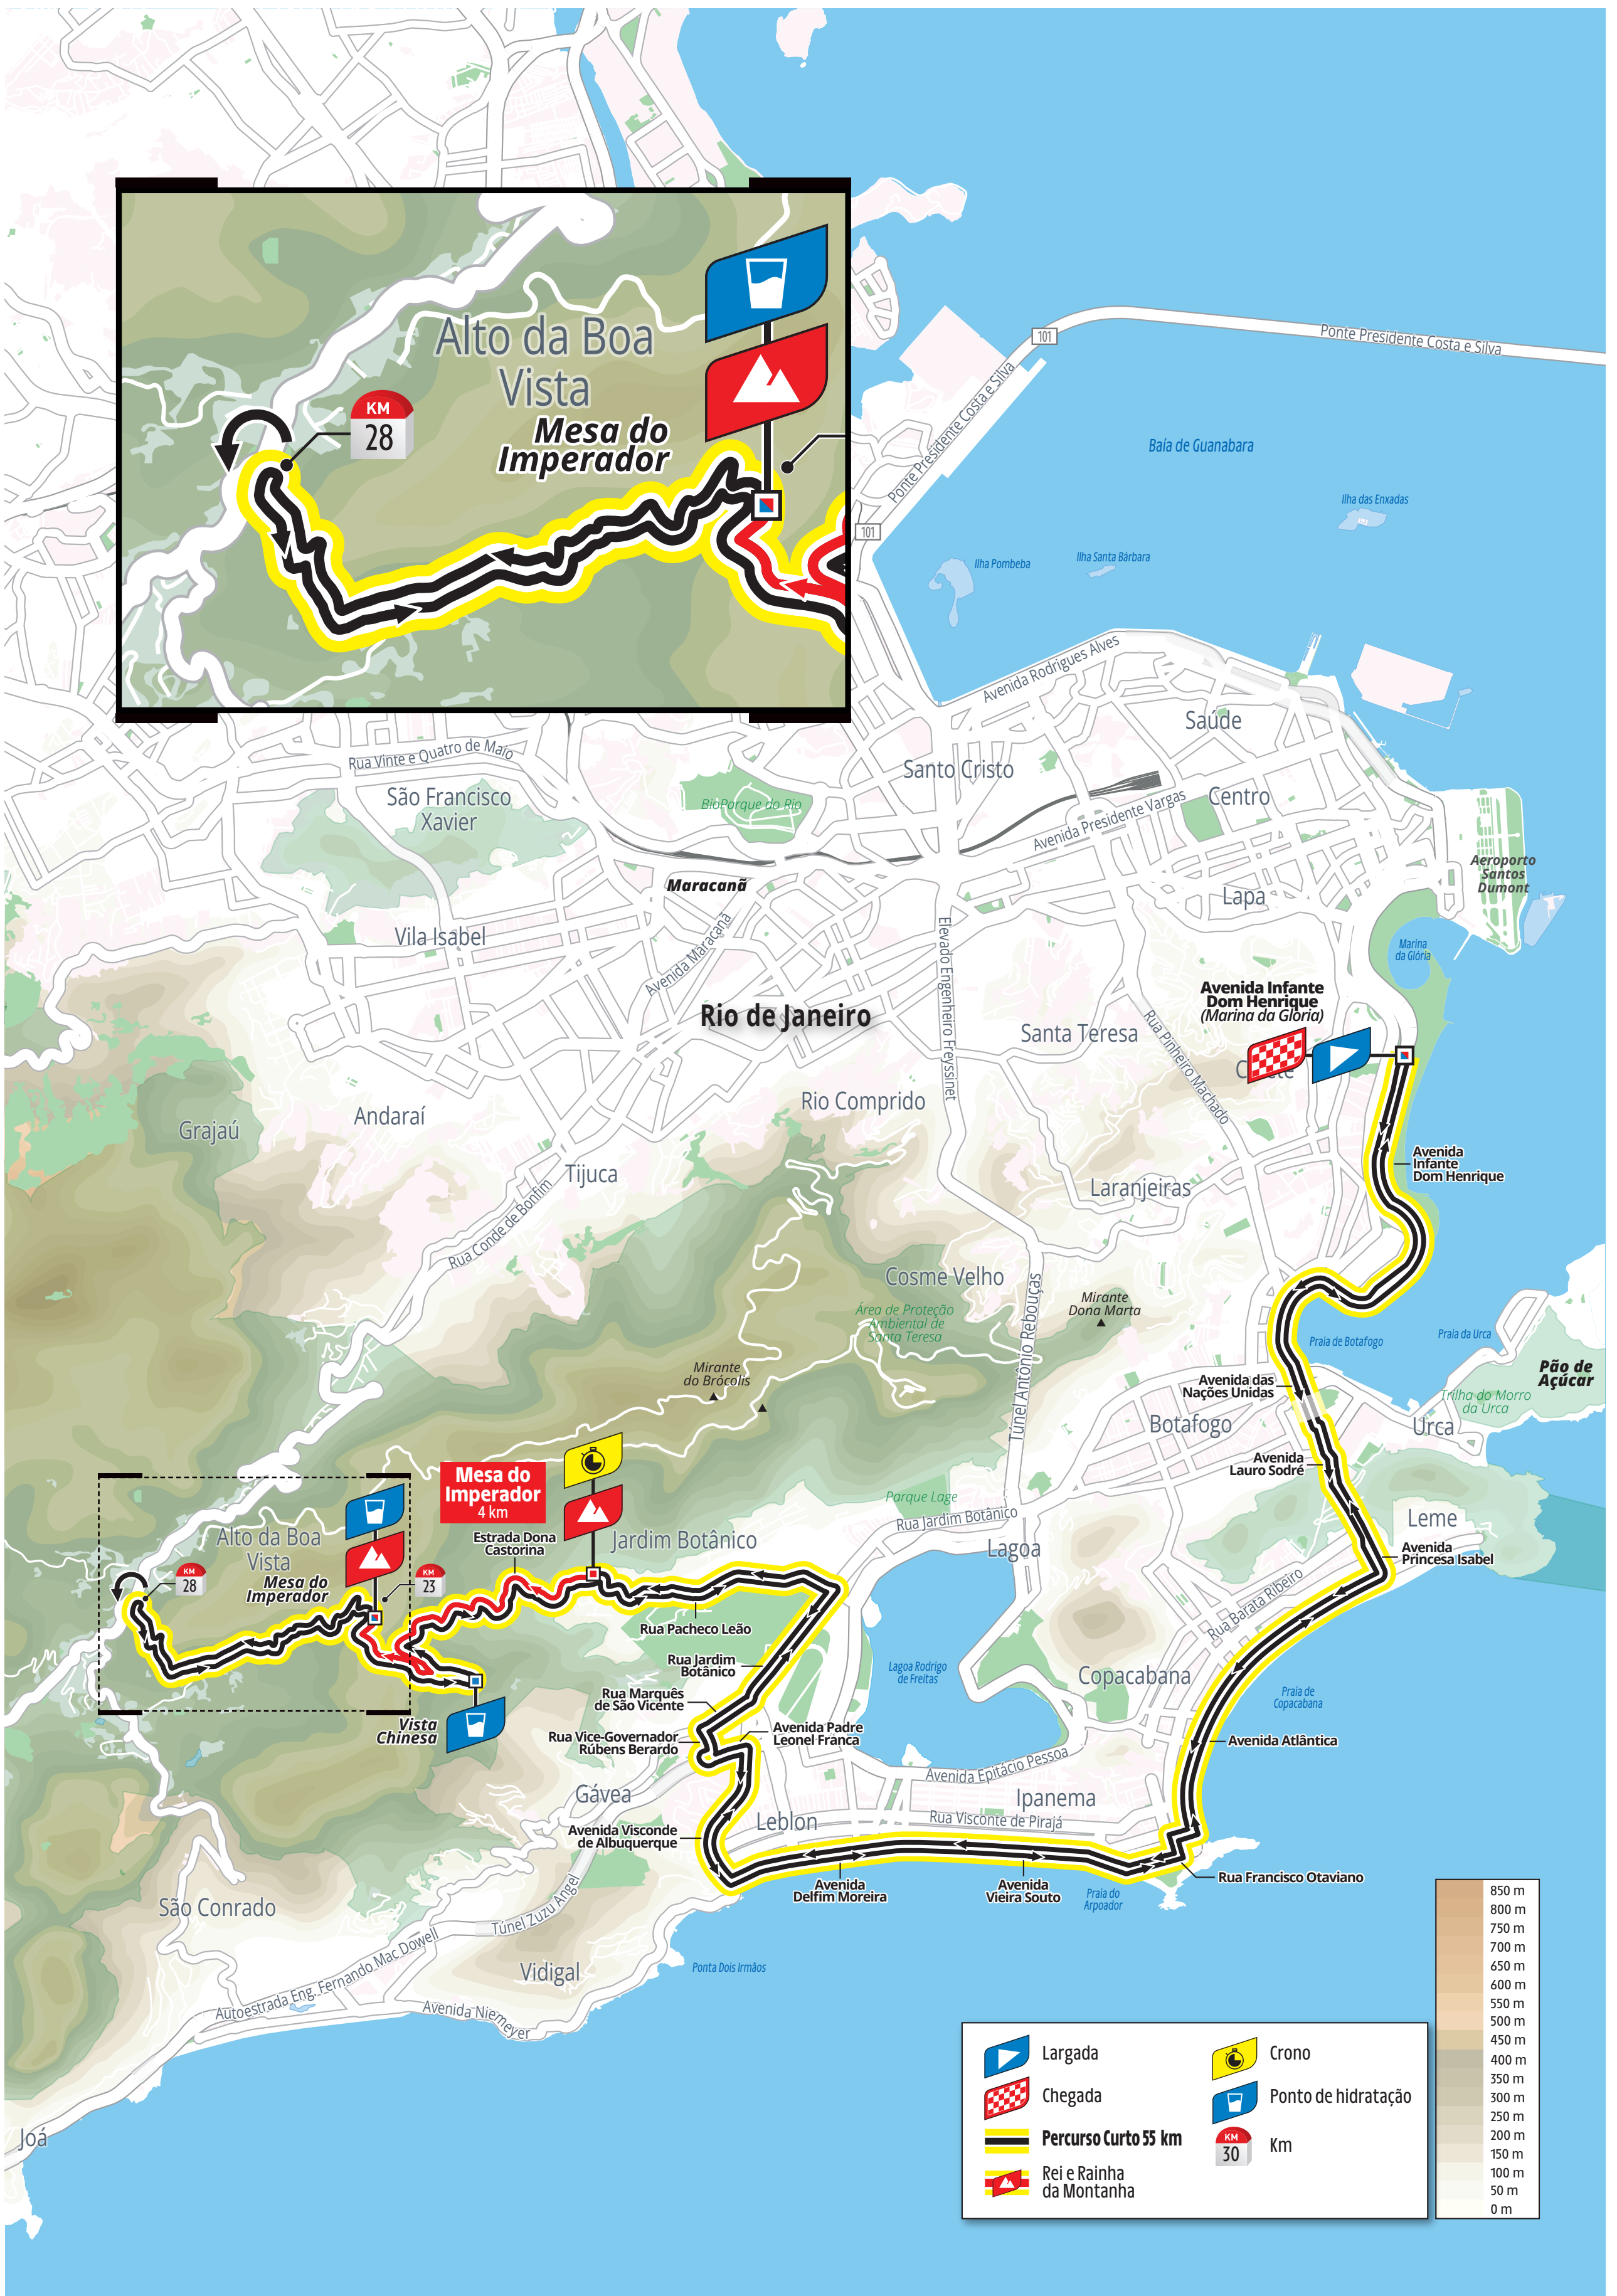 Ponte Presidente Costa e Silva
101
Ponte Presidente Costa e Silva
101
Baía de Guanabara
Ilha das Enxadas
Ilha Santa Bárbara
Ilha Pombeba
Alto da Boa
Vista
Mesa do
Imperador
KM
28
Avenida Rodrigues Alves
Saúde
Santo Cristo
Centro
Avenida Presidente Vargas
Rua Vinte e Quatro de Maio
São Francisco
Xavier
BioParque do Rio
Maracanã
Aeroporto
Santos
Dumont
Lapa
Vila Isabel
Avenida Maracanã
Marina
da Glória
Elevado Engenheiro Freyssinet
Avenida Infante
Dom Henrique
(Marina da Glória)
Rio de Janeiro
Santa Teresa
Rua Pinheiro Machado
Rio Comprido
Andaraí
Grajaú
Tijuca
Avenida
Infante
Dom Henrique
Laranjeiras
Rua Conde de Bonfim
Cosme Velho
Área de Proteção
Ambiental de
Santa Teresa
Mirante
Dona Marta
Túnel Antônio Rebouças
Praia de Botafogo
Praia da Urca
Pão de
Açúcar
Trilha do Morro
da Urca
Urca
Mirante
do Brócolis
Avenida das
Nações Unidas
Botafogo
Avenida
Lauro Sodré
Mesa do
Imperador
4 km
Estrada Dona
Castorina
Jardim Botânico
Parque Lage
Rua Jardim Botânico
Lagoa
Leme
Avenida
Princesa Isabel
Alto da Boa
Vista
Mesa do
Imperador
KM
28
KM
23
Rua Barata Ribeiro
Rua Pacheco Leão
Rua Jardim
Botânico
Lagoa Rodrigo
de Freitas
Copacabana
Praia de
Copacabana
Rua Marquês
de São Vicente
Vista
Chinesa
Rua Vice-Governador
Rúbens Berardo
Avenida Padre
Leonel Franca
Avenida Atlântica
Avenida Epitácio Pessoa
Gávea
Ipanema
Leblon
Rua Visconte de Pirajá
Avenida Visconde
de Albuquerque
Rua Francisco Otaviano
Avenida
Delfim Moreira
Avenida
Vieira Souto
Praia do
Arpoador
São Conrado
Túnel Zuzu Angel
Autoestrada Eng. Fernando Mac Dowell
Vidigal
Ponta Dois Irmãos
Avenida Niemeyer
Joá
Largada
Chegada
Percurso Curto 55 km
Rei e Rainha
da Montanha
Crono
Ponto de hidratação
KM
30
Km
850 m
800 m
750 m
700 m
650 m
600 m
550 m
500 m
450 m
400 m
350 m
300 m
250 m
200 m
150 m
100 m
50 m
0 m